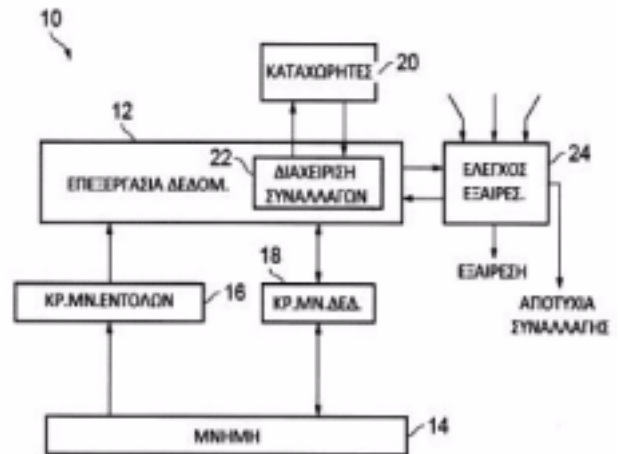 10
ΚΑΤΑΧΩΡΗΤΕΣ
20
12
22
ΔΙΑΧΕΙΡΙΣΗ
ΣΥΝΑΛΛΑΓΩΝ
ΕΠΕΞΕΡΓΑΣΙΑ ΔΕΔΟΜ.
24
ΕΛΕΓΧΟΣ
ΕΞΑΙΡΕΣ.
ΕΞΑΙΡΕΣΗ
ΑΠΟΤΥΧΙΑ
ΣΥΝΑΛΛΑΓΗΣ
18
ΚΡ.ΜΝ.ΕΝΤΟΛΩΝ
16
ΚΡ.ΜΝ.ΔΕΔ.
ΜΝΗΜΗ
14